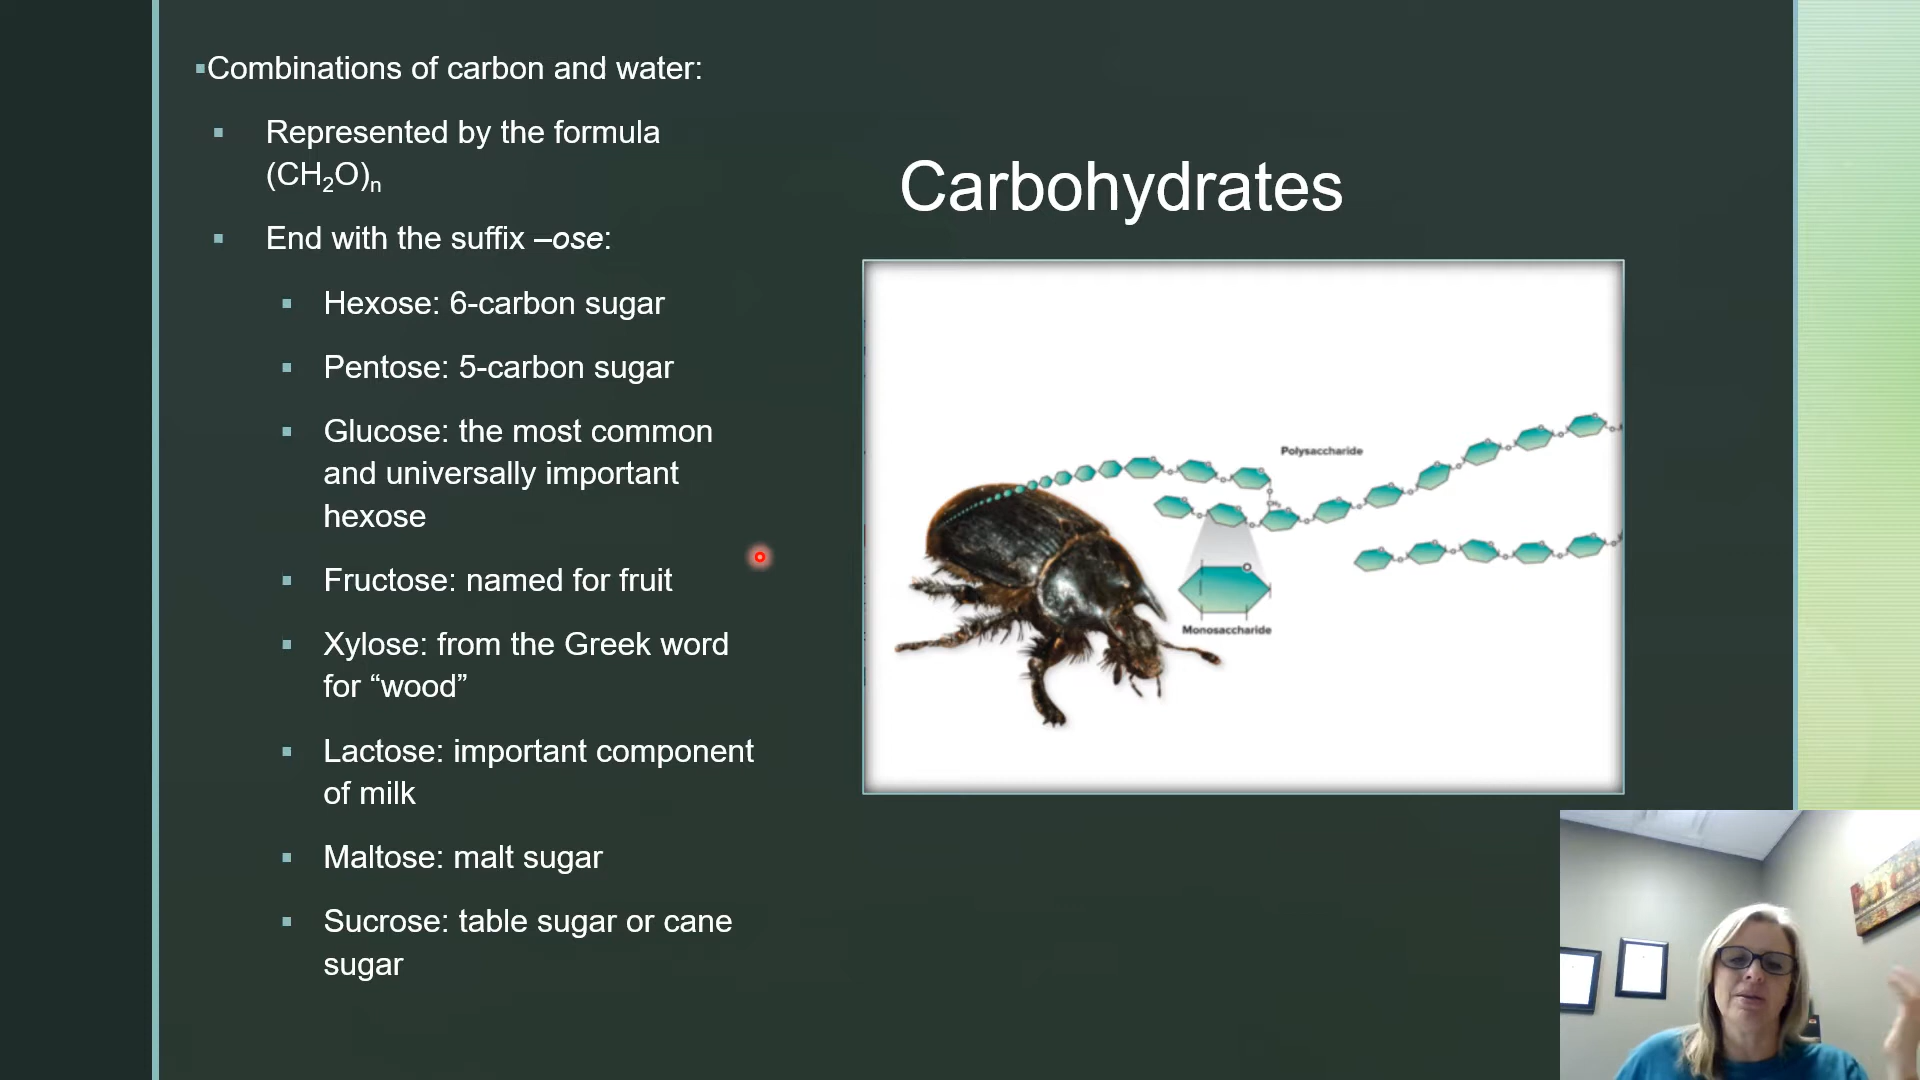 ▪Combinations of carbon and water:
▪ Represented by the formula
(CH₂O)ₙ
▪ End with the suffix –ose:
▪ Hexose: 6-carbon sugar
▪ Pentose: 5-carbon sugar
▪ Glucose: the most common
and universally important
hexose
▪ Fructose: named for fruit
▪ Xylose: from the Greek word
for “wood”
▪ Lactose: important component
of milk
▪ Maltose: malt sugar
▪ Sucrose: table sugar or cane
sugar
Carbohydrates
Polysaccharide
Monosaccharide